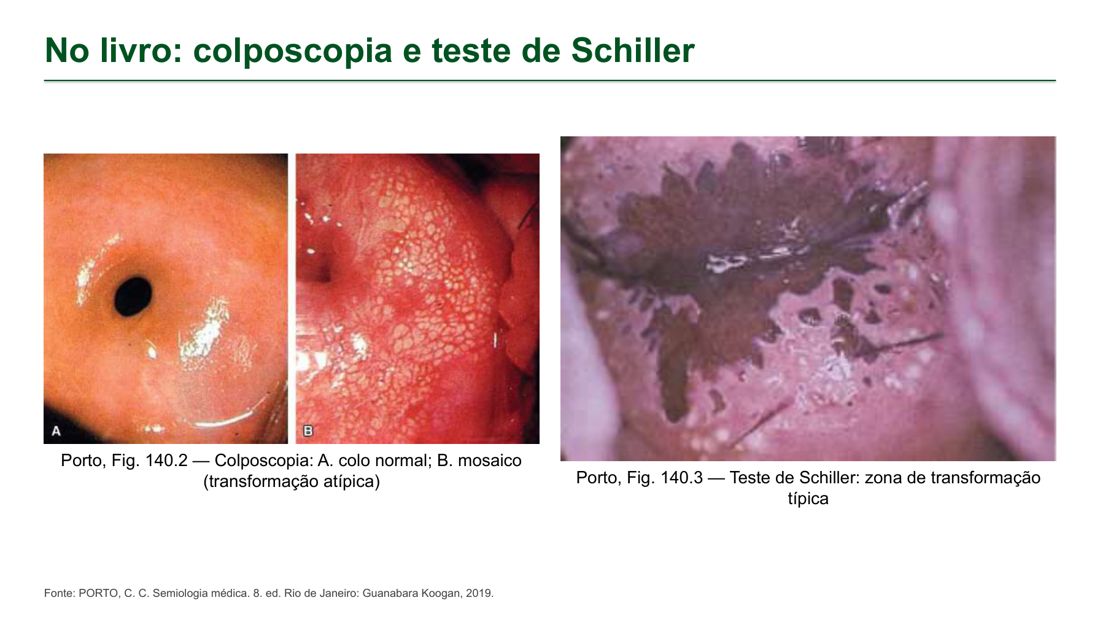 No livro: colposcopia e teste de Schiller
A
B
Porto, Fig. 140.2 — Colposcopia: A. colo normal; B. mosaico
(transformação atípica)
Porto, Fig. 140.3 — Teste de Schiller: zona de transformação
típica
Fonte: PORTO, C. C. Semiologia médica. 8. ed. Rio de Janeiro: Guanabara Koogan, 2019.